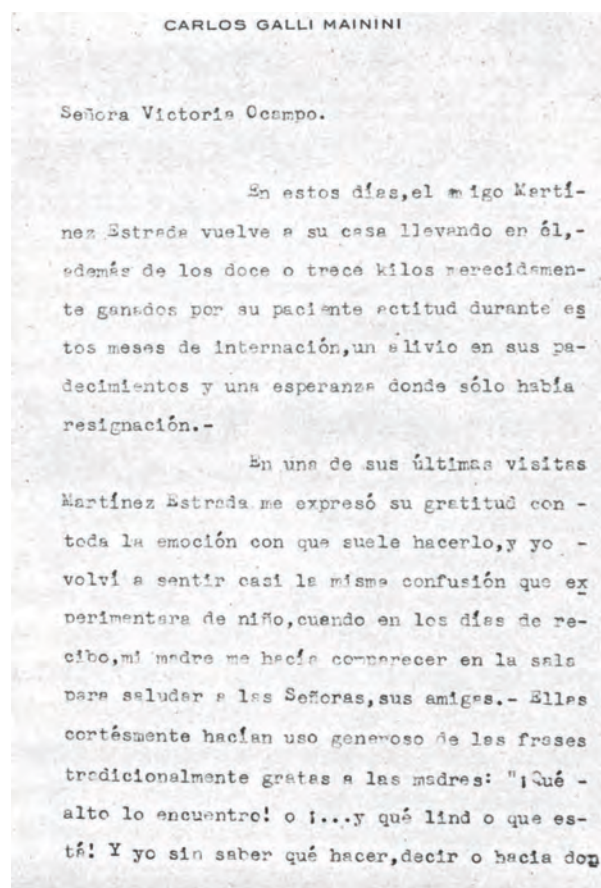 CARLOS GALLI MAININI
Señora Victoria Ocampo.
En estos días,el amigo Martí-
nez Estrada vuelve a su casa llevando en él,-
además de los doce o trece kilos merecidamen-
te ganados por su paciente actitud durante es
tos meses de internación,un alivio en sus pa-
decimientos y una esperanza donde sólo había
resignación.-
En una de sus últimas visitas
Martínez Estrada me expresó su gratitud con -
toda la emoción con que suele hacerlo,y yo -
volví a sentir casi la misma confusión que ex
perimentara de niño,cuando en los días de re-
cibo,mi madre me hacía comparecer en la sala
para saludar a las Señoras,sus amigas.- Ellas
cortésmente hacían uso generoso de las frases
tradicionalmente gratas a las madres: "¡Qué -
alto lo encuentro! o ¡...y qué lind o que es-
tá! Y yo sin saber qué hacer,decir o hacia don